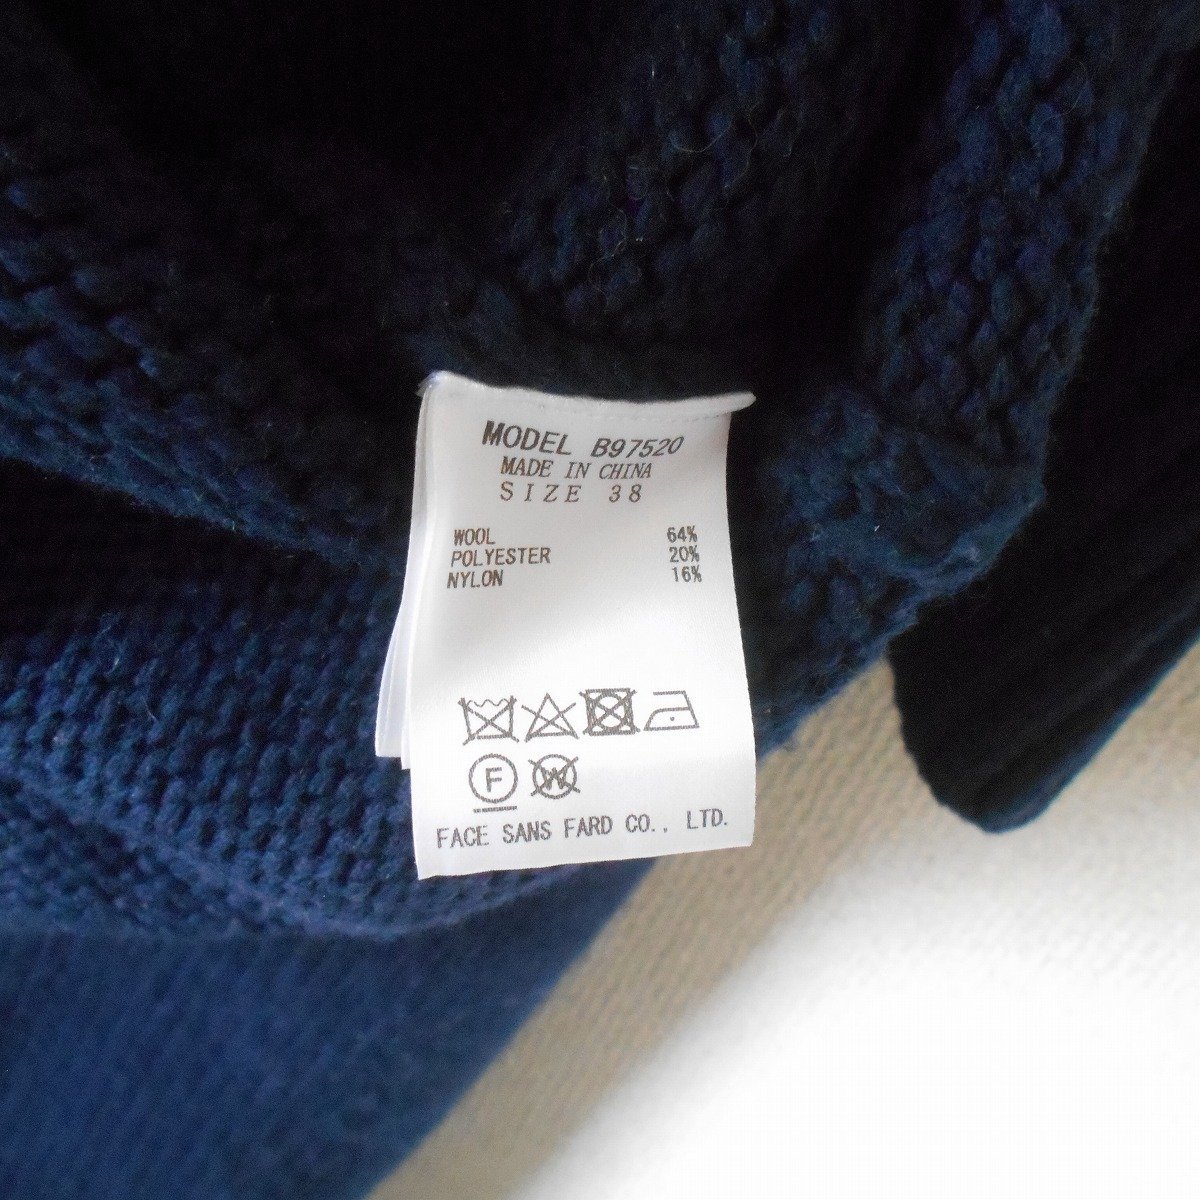 MODEL B97520
MADE IN CHINA
SIZE 38
WOOL 64%
POLYESTER 20%
NYLON 16%
F W
FACE SANS FARD CO., LTD.